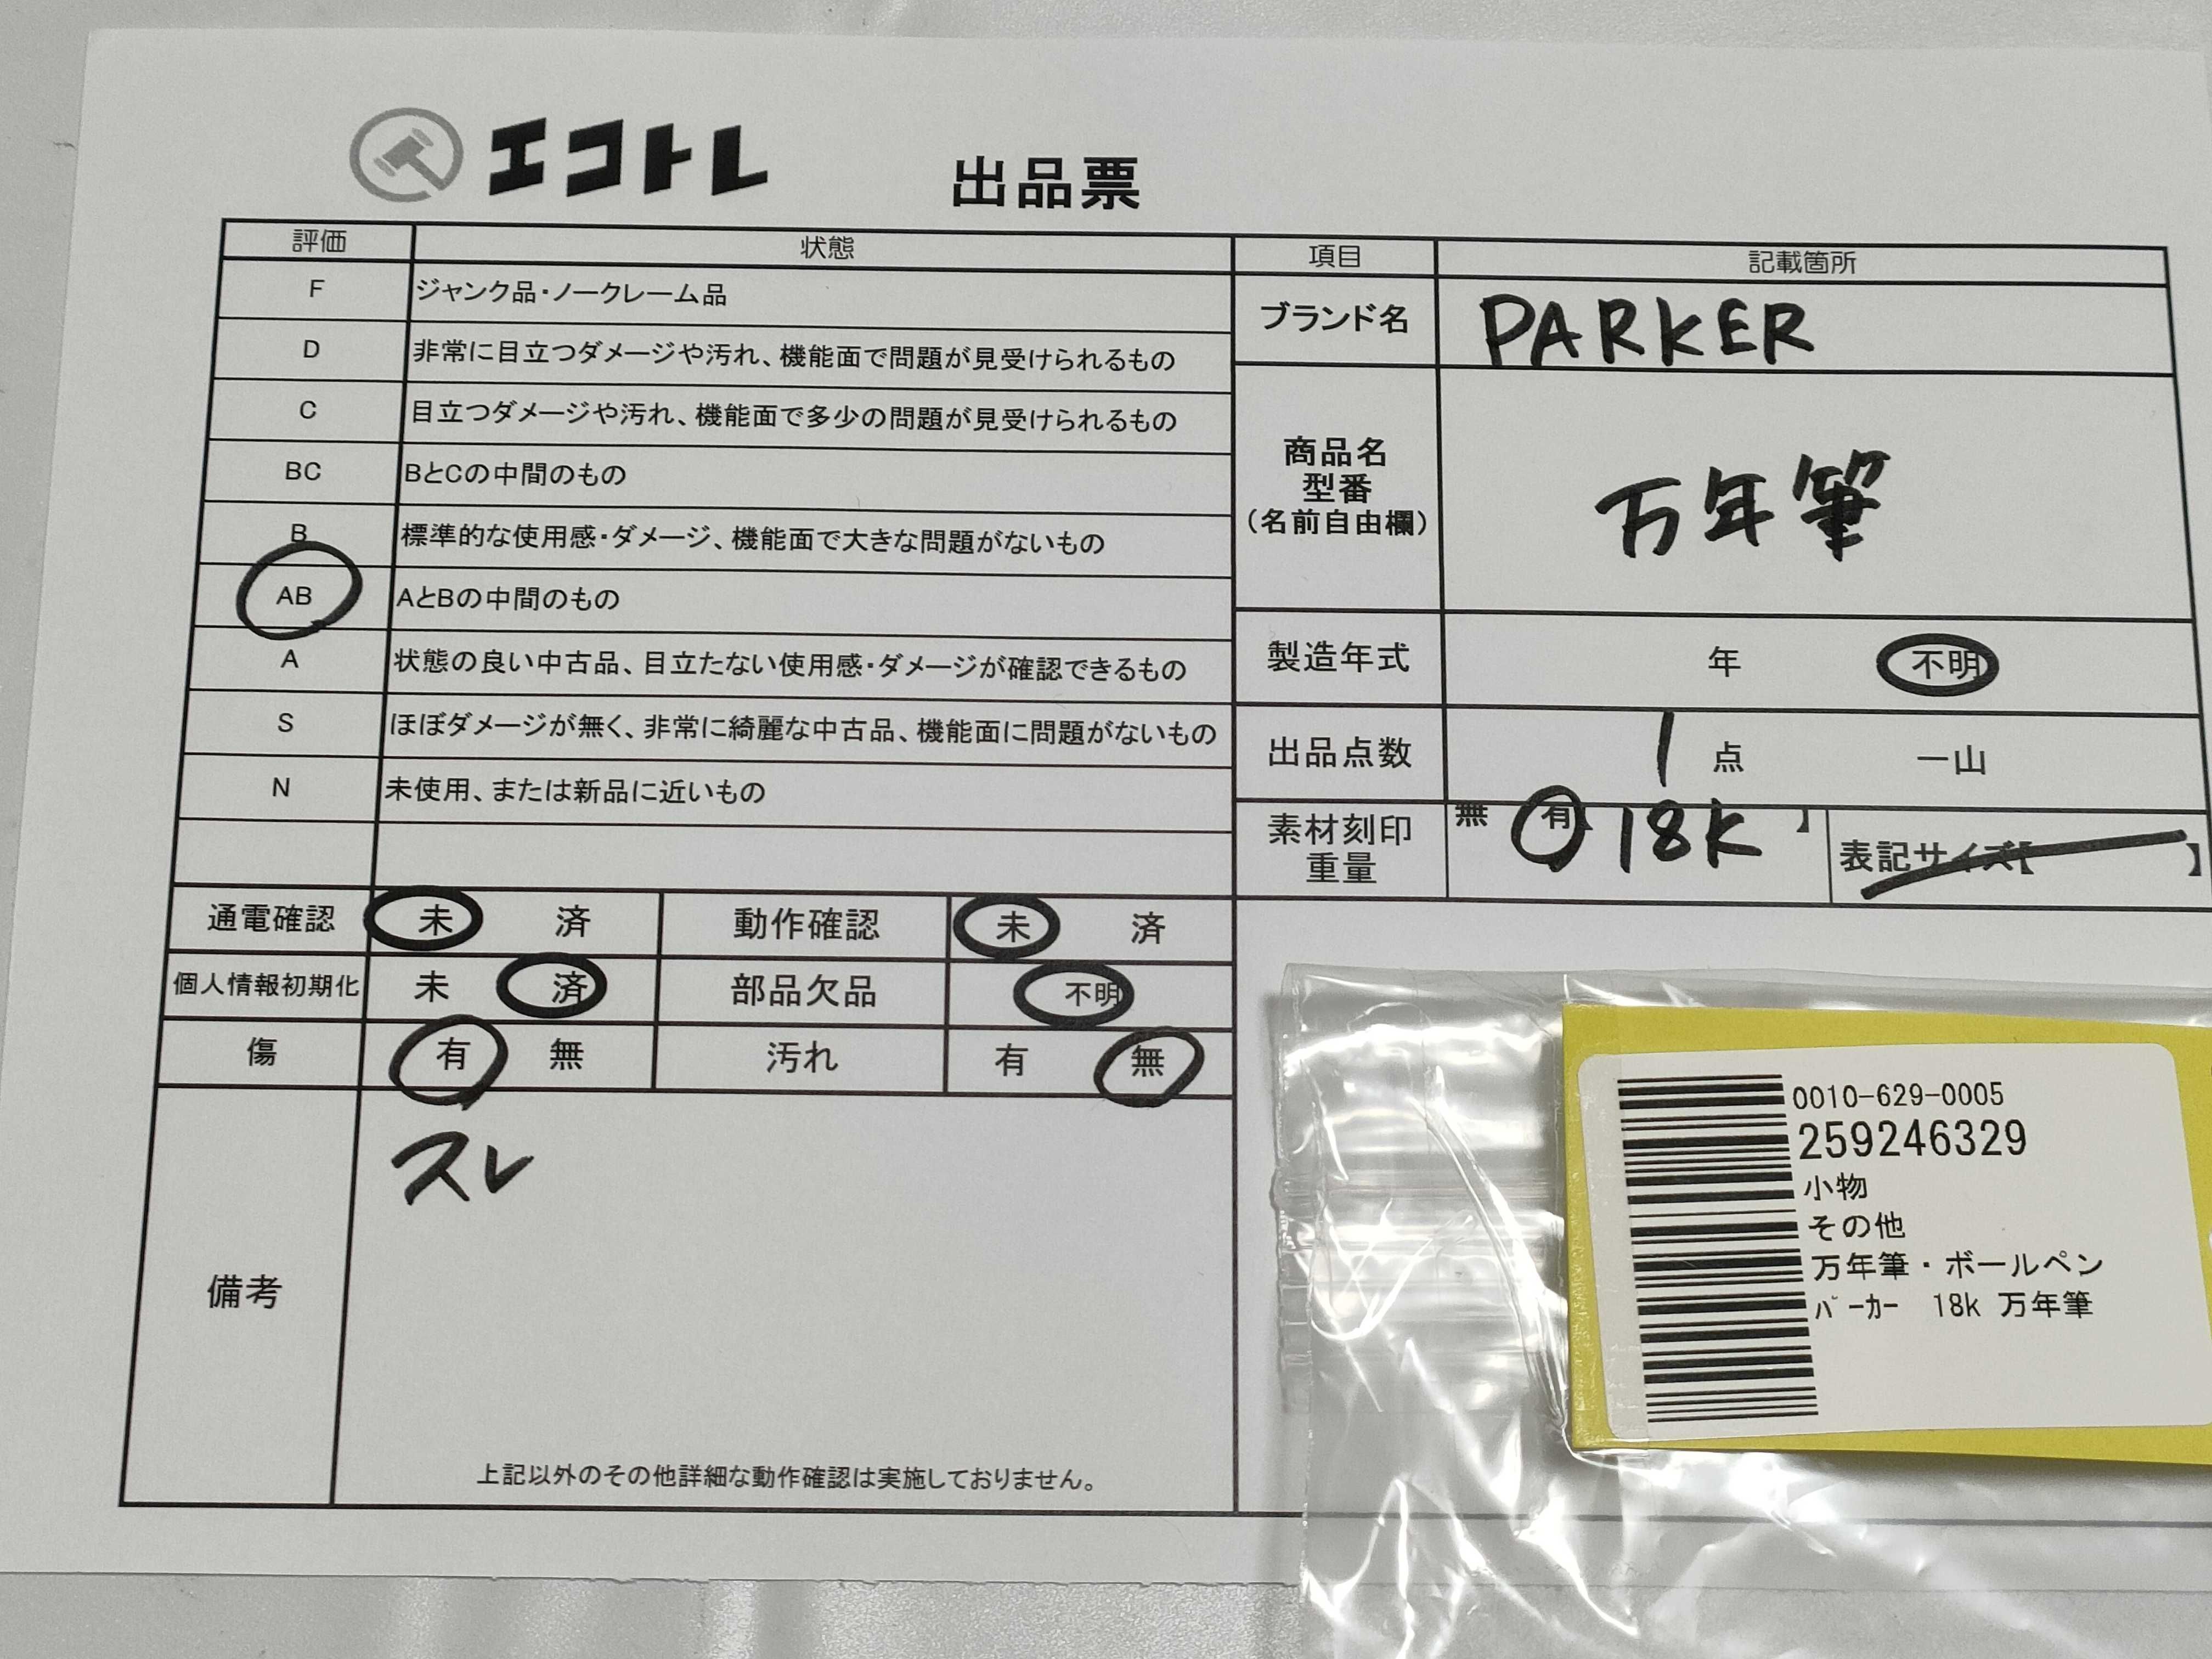 エコトレ
出品票
評価 状態
F ジャンク品・ノークレーム品
D 非常に目立つダメージや汚れ、機能面で問題が見受けられるもの
C 目立つダメージや汚れ、機能面で多少の問題が見受けられるもの
BC BとCの中間のもの
B 標準的な使用感・ダメージ、機能面で大きな問題がないもの
AB AとBの中間のもの
A 状態の良い中古品、目立たない使用感・ダメージが確認できるもの
S ほぼダメージが無く、非常に綺麗な中古品、機能面に問題がないもの
N 未使用、または新品に近いもの
通電確認 未 済 動作確認 未 済
個人情報初期化 未 済 部品欠品 不明
傷 有 無 汚れ 有 無
備考
スレ
上記以外のその他詳細な動作確認は実施しておりません。
項目 記載箇所
ブランド名 PARKER
商品名
型番
(名前自由欄)
万年筆
製造年式 年 不明
出品点数 1 点 一山
素材刻印
重量
無 有 18K 】 表記サイズ【 】
0010-629-0005
259246329
小物
その他
万年筆・ボールペン
ﾊﾟｰｶｰ 18k 万年筆